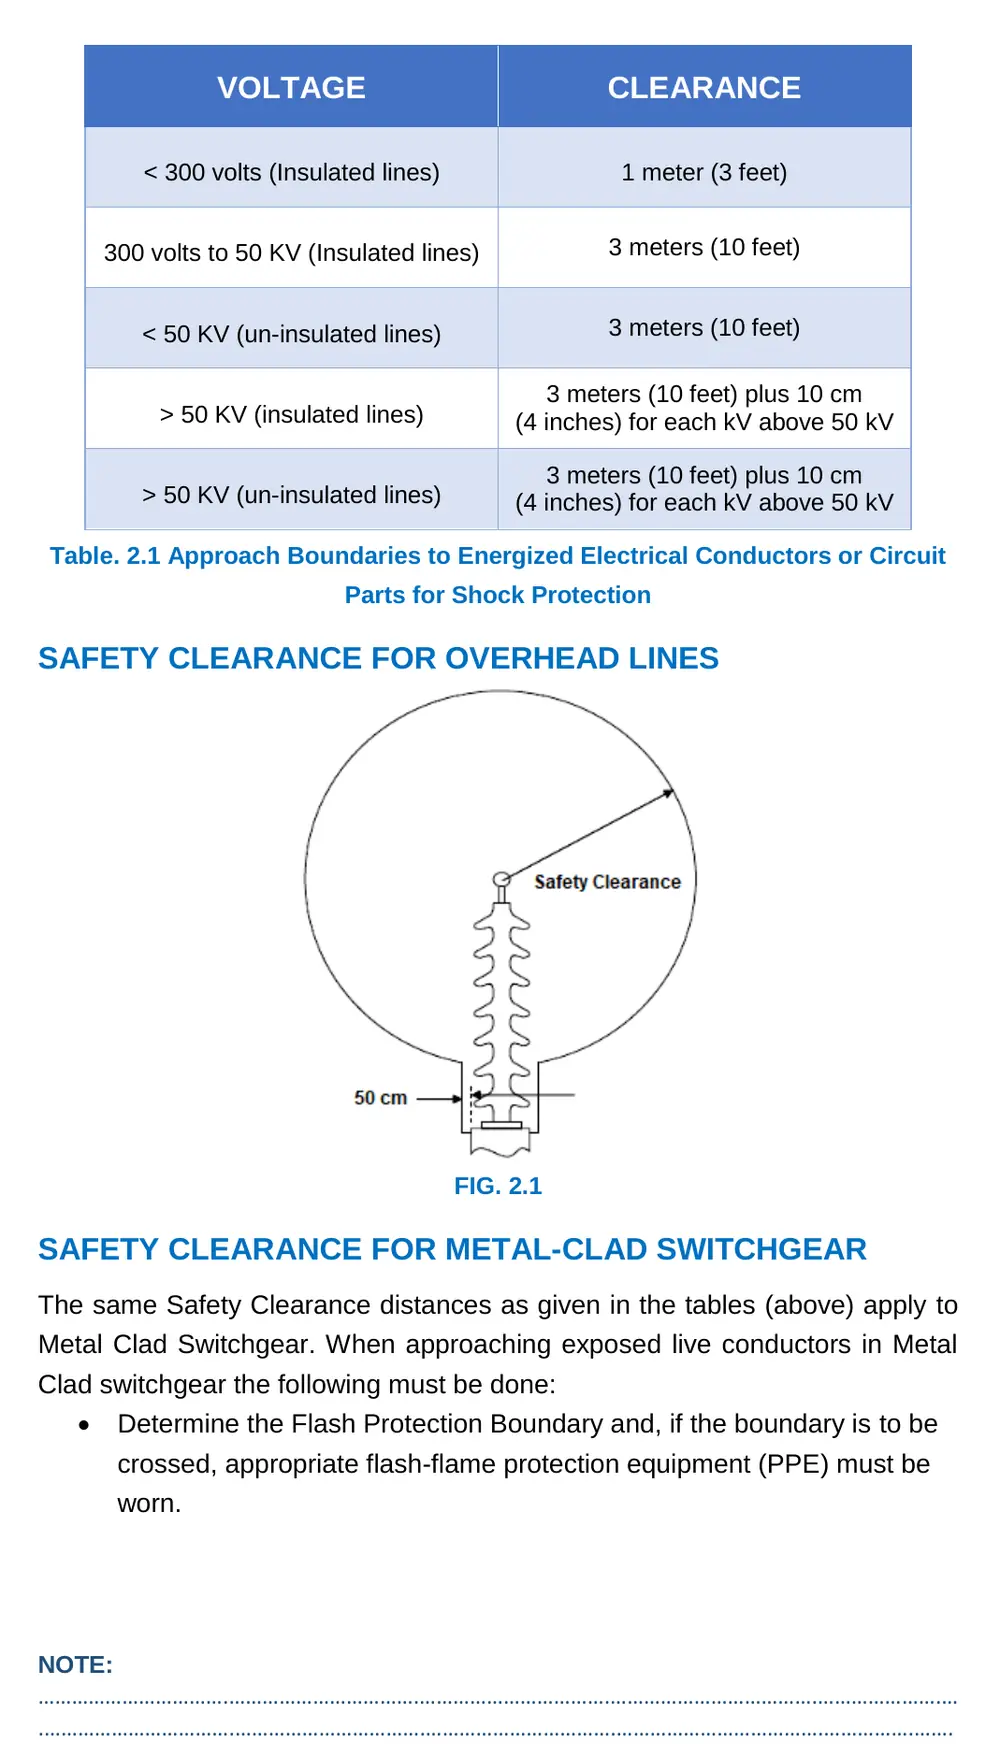 VOLTAGE CLEARANCE
< 300 volts (Insulated lines) 1 meter (3 feet)
300 volts to 50 KV (Insulated lines) 3 meters (10 feet)
< 50 KV (un-insulated lines) 3 meters (10 feet)
> 50 KV (insulated lines) 3 meters (10 feet) plus 10 cm
(4 inches) for each kV above 50 kV
> 50 KV (un-insulated lines) 3 meters (10 feet) plus 10 cm
(4 inches) for each kV above 50 kV
Table. 2.1 Approach Boundaries to Energized Electrical Conductors or Circuit
Parts for Shock Protection
SAFETY CLEARANCE FOR OVERHEAD LINES
Safety Clearance
50 cm
FIG. 2.1
SAFETY CLEARANCE FOR METAL-CLAD SWITCHGEAR
The same Safety Clearance distances as given in the tables (above) apply to
Metal Clad Switchgear. When approaching exposed live conductors in Metal
Clad switchgear the following must be done:
• Determine the Flash Protection Boundary and, if the boundary is to be
crossed, appropriate flash-flame protection equipment (PPE) must be
worn.
NOTE: